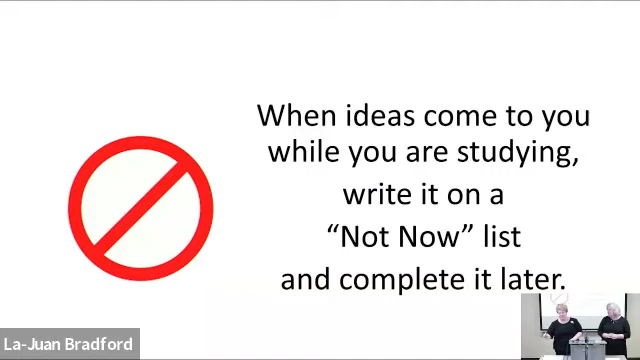 When ideas come to you
while you are studying,
write it on a
“Not Now” list
and complete it later.
La-Juan Bradford